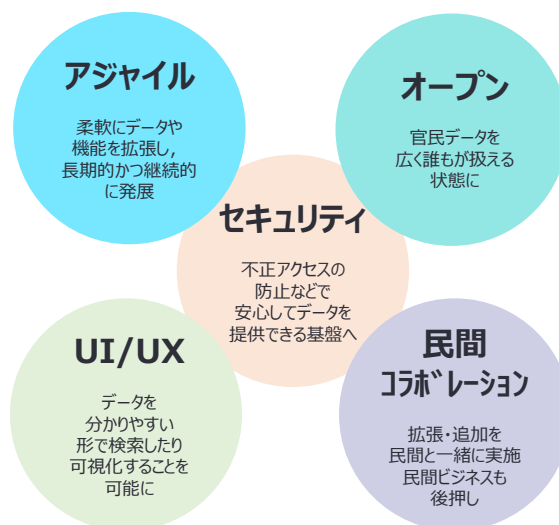 アジャイル
柔軟にデータや
機能を拡張し，
長期的かつ継続的
に発展
オープン
官民データを
広く誰もが扱える
状態に
セキュリティ
不正アクセスの
防止などで
安心してデータを
提供できる基盤へ
UI/UX
データを
分かりやすい
形で検索したり
可視化することを
可能に
民間
ｺﾗﾎﾞﾚｰｼｮﾝ
拡張・追加を
民間と一緒に実施
民間ビジネスも
後押し